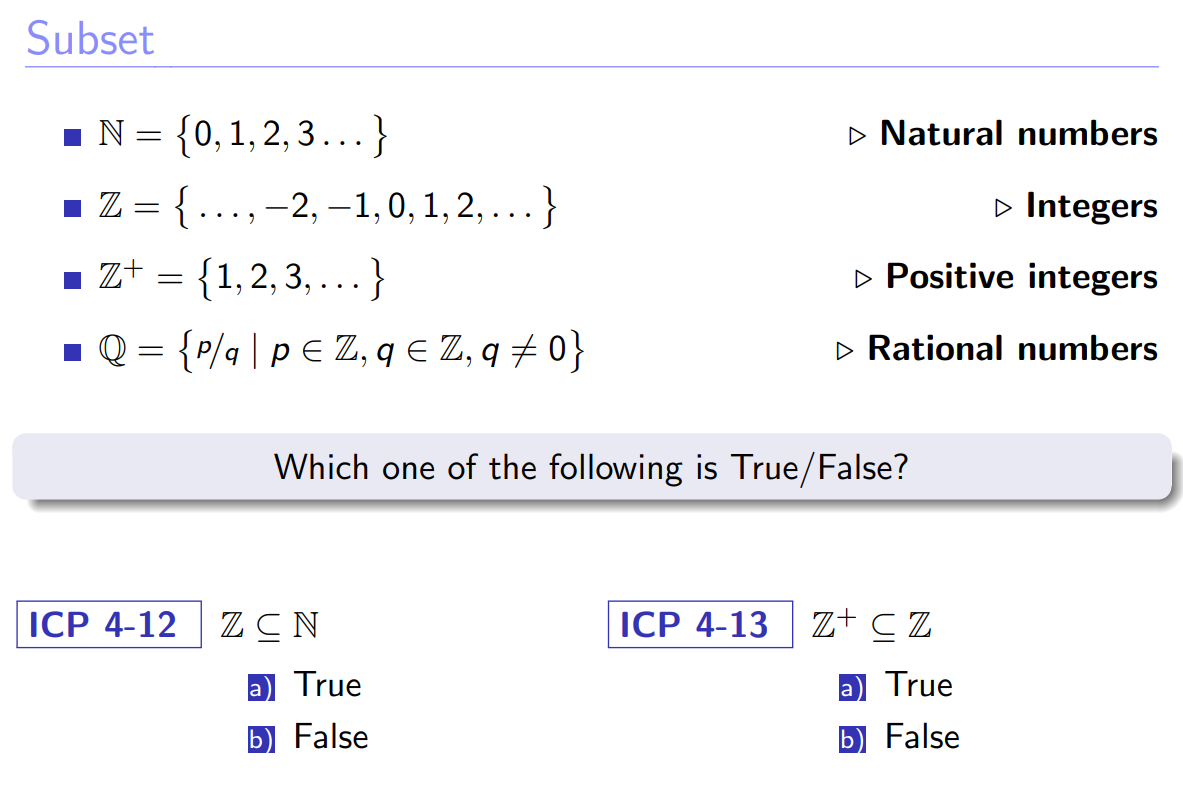 Subset
ℕ = {0, 1, 2, 3 . . . } ▷ Natural numbers
ℤ = { . . . , −2, −1, 0, 1, 2, . . . } ▷ Integers
ℤ⁺ = {1, 2, 3, . . . } ▷ Positive integers
ℚ = {p/q | p ∈ ℤ, q ∈ ℤ, q ≠ 0} ▷ Rational numbers
Which one of the following is True/False?
ICP 4-12 ℤ ⊆ ℕ
a) True
b) False
ICP 4-13 ℤ⁺ ⊆ ℤ
a) True
b) False